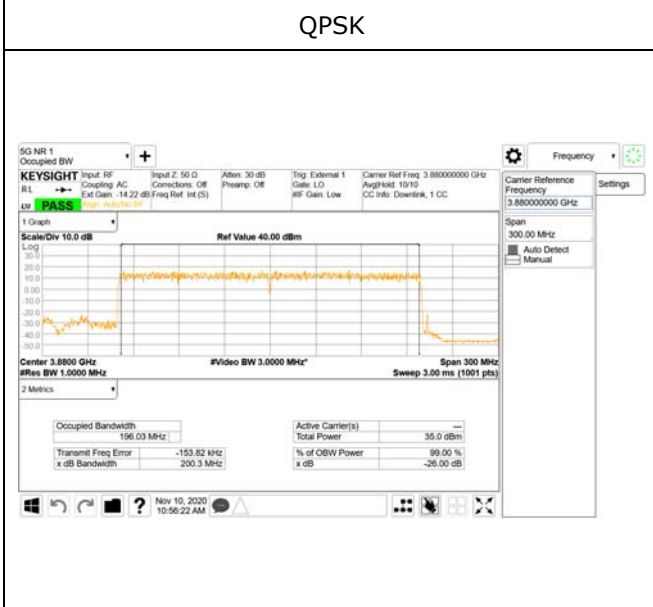 QPSK
5G NR 1
Occupied BW
+
Frequency
KEYSIGHT Input: RF Input Z: 50 Ω Atten: 30 dB Trig: External 1 Carrier Ref Freq: 3.880000000 GHz
RL Coupling: AC Corrections: Off Preamp: Off Gate: LO Avg|Hold: 10/10
Ext Gain: -14.22 dB Freq Ref: Int (S) #IF Gain: Low CC Info: Downlink, 1 CC
PASS Align: Auto/No RF
Carrier Reference Frequency
3.880000000 GHz
Settings
Span
300.00 MHz
Auto Detect
Manual
1 Graph
Scale/Div 10.0 dB Ref Value 40.00 dBm
Log
30.0
20.0
10.0
0.00
-10.0
-20.0
-30.0
-40.0
-50.0
Center 3.8800 GHz #Video BW 3.0000 MHz* Span 300 MHz
#Res BW 1.0000 MHz Sweep 3.00 ms (1001 pts)
2 Metrics
Occupied Bandwidth
196.03 MHz
Transmit Freq Error -153.82 kHz
x dB Bandwidth 200.3 MHz
Active Carrier(s) —
Total Power 35.0 dBm
% of OBW Power 99.00 %
x dB -26.00 dB
? Nov 10, 2020
10:56:22 AM